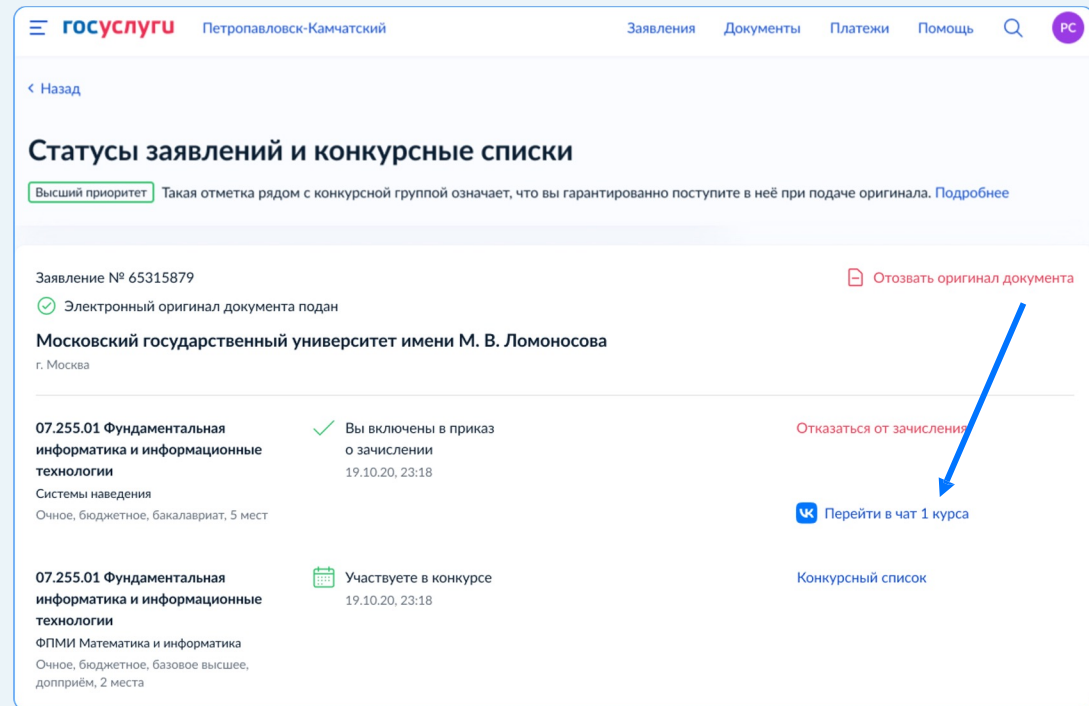 госуслуги Петропавловск-Камчатский Заявления Документы Платежи Помощь РС
Назад
Статусы заявлений и конкурсные списки
Высший приоритет Такая отметка рядом с конкурсной группой означает, что вы гарантированно поступите в неё при подаче оригинала. Подробнее
Заявление № 65315879
Отозвать оригинал документа
Электронный оригинал документа подан
Московский государственный университет имени М. В. Ломоносова
г. Москва
07.255.01 Фундаментальная
информатика и информационные
технологии
Системы наведения
Очное, бюджетное, бакалавриат, 5 мест
Вы включены в приказ
о зачислении
19.10.20, 23:18
Отказаться от зачисления
Перейти в чат 1 курса
07.255.01 Фундаментальная
информатика и информационные
технологии
ФПМИ Математика и информатика
Очное, бюджетное, базовое высшее,
допприём, 2 места
Участвуете в конкурсе
19.10.20, 23:18
Конкурсный список